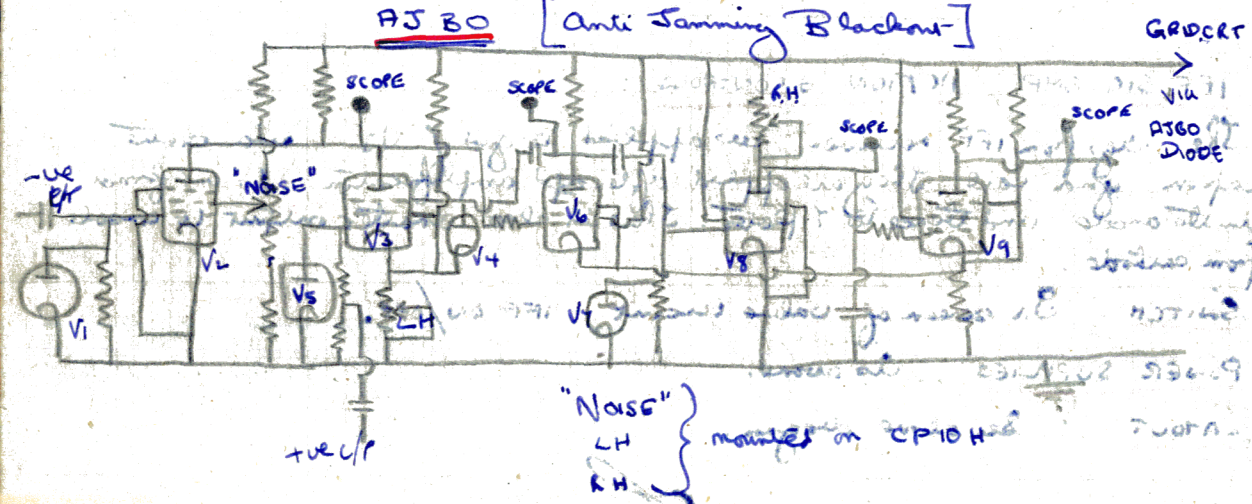 AJBO [Anti Jamming Blackout]
GRID, CRT
VIA
AJBO
DIODE
SCOPE
SCOPE
SCOPE
SCOPE
R.H
-ve
"NOISE"
V1
V2
V3
V4
V5
V6
V7
V8
V9
LH
+ve i/p
"NOISE"
LH
RH
mounted on CP10H